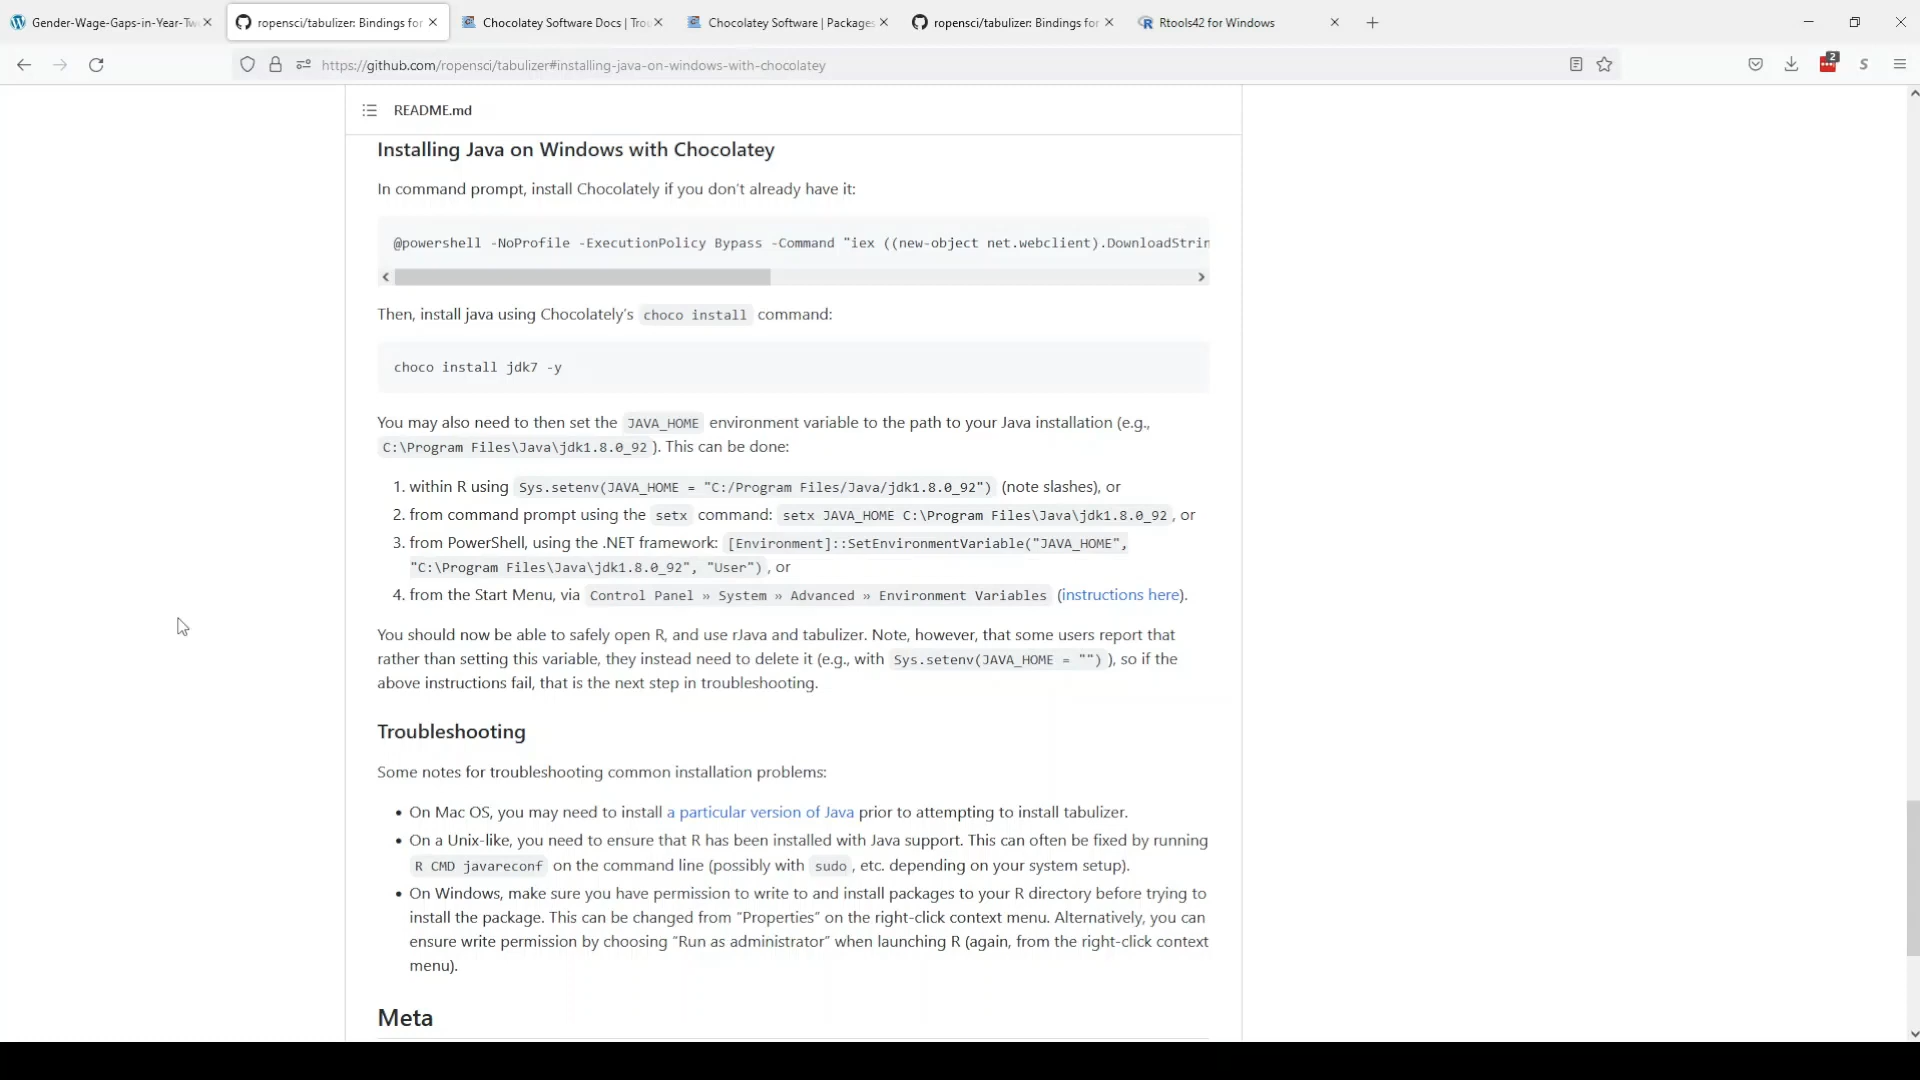 Gender-Wage-Gaps-in-Year-Tw
ropensci/tabulizer: Bindings for
Chocolatey Software Docs | Trou
Chocolatey Software | Packages
ropensci/tabulizer: Bindings for
Rtools42 for Windows
https://github.com/ropensci/tabulizer#installing-java-on-windows-with-chocolatey
2
S
README.md
Installing Java on Windows with Chocolatey
In command prompt, install Chocolately if you don't already have it:
@powershell -NoProfile -ExecutionPolicy Bypass -Command "iex ((new-object net.webclient).DownloadStrin
Then, install java using Chocolately's choco install command:
choco install jdk7 -y
You may also need to then set the JAVA_HOME environment variable to the path to your Java installation (e.g.,
C:\Program Files\Java\jdk1.8.0_92 ). This can be done:
1. within R using Sys.setenv(JAVA_HOME = "C:/Program Files/Java/jdk1.8.0_92") (note slashes), or
2. from command prompt using the setx command: setx JAVA_HOME C:\Program Files\Java\jdk1.8.0_92 , or
3. from PowerShell, using the .NET framework: [Environment]::SetEnvironmentVariable("JAVA_HOME",
"C:\Program Files\Java\jdk1.8.0_92", "User") , or
4. from the Start Menu, via Control Panel » System » Advanced » Environment Variables (instructions here).
You should now be able to safely open R, and use rJava and tabulizer. Note, however, that some users report that
rather than setting this variable, they instead need to delete it (e.g., with Sys.setenv(JAVA_HOME = "") ), so if the
above instructions fail, that is the next step in troubleshooting.
Troubleshooting
Some notes for troubleshooting common installation problems:
• On Mac OS, you may need to install a particular version of Java prior to attempting to install tabulizer.
• On a Unix-like, you need to ensure that R has been installed with Java support. This can often be fixed by running
R CMD javareconf on the command line (possibly with sudo , etc. depending on your system setup).
• On Windows, make sure you have permission to write to and install packages to your R directory before trying to
install the package. This can be changed from “Properties” on the right-click context menu. Alternatively, you can
ensure write permission by choosing “Run as administrator” when launching R (again, from the right-click context
menu).
Meta